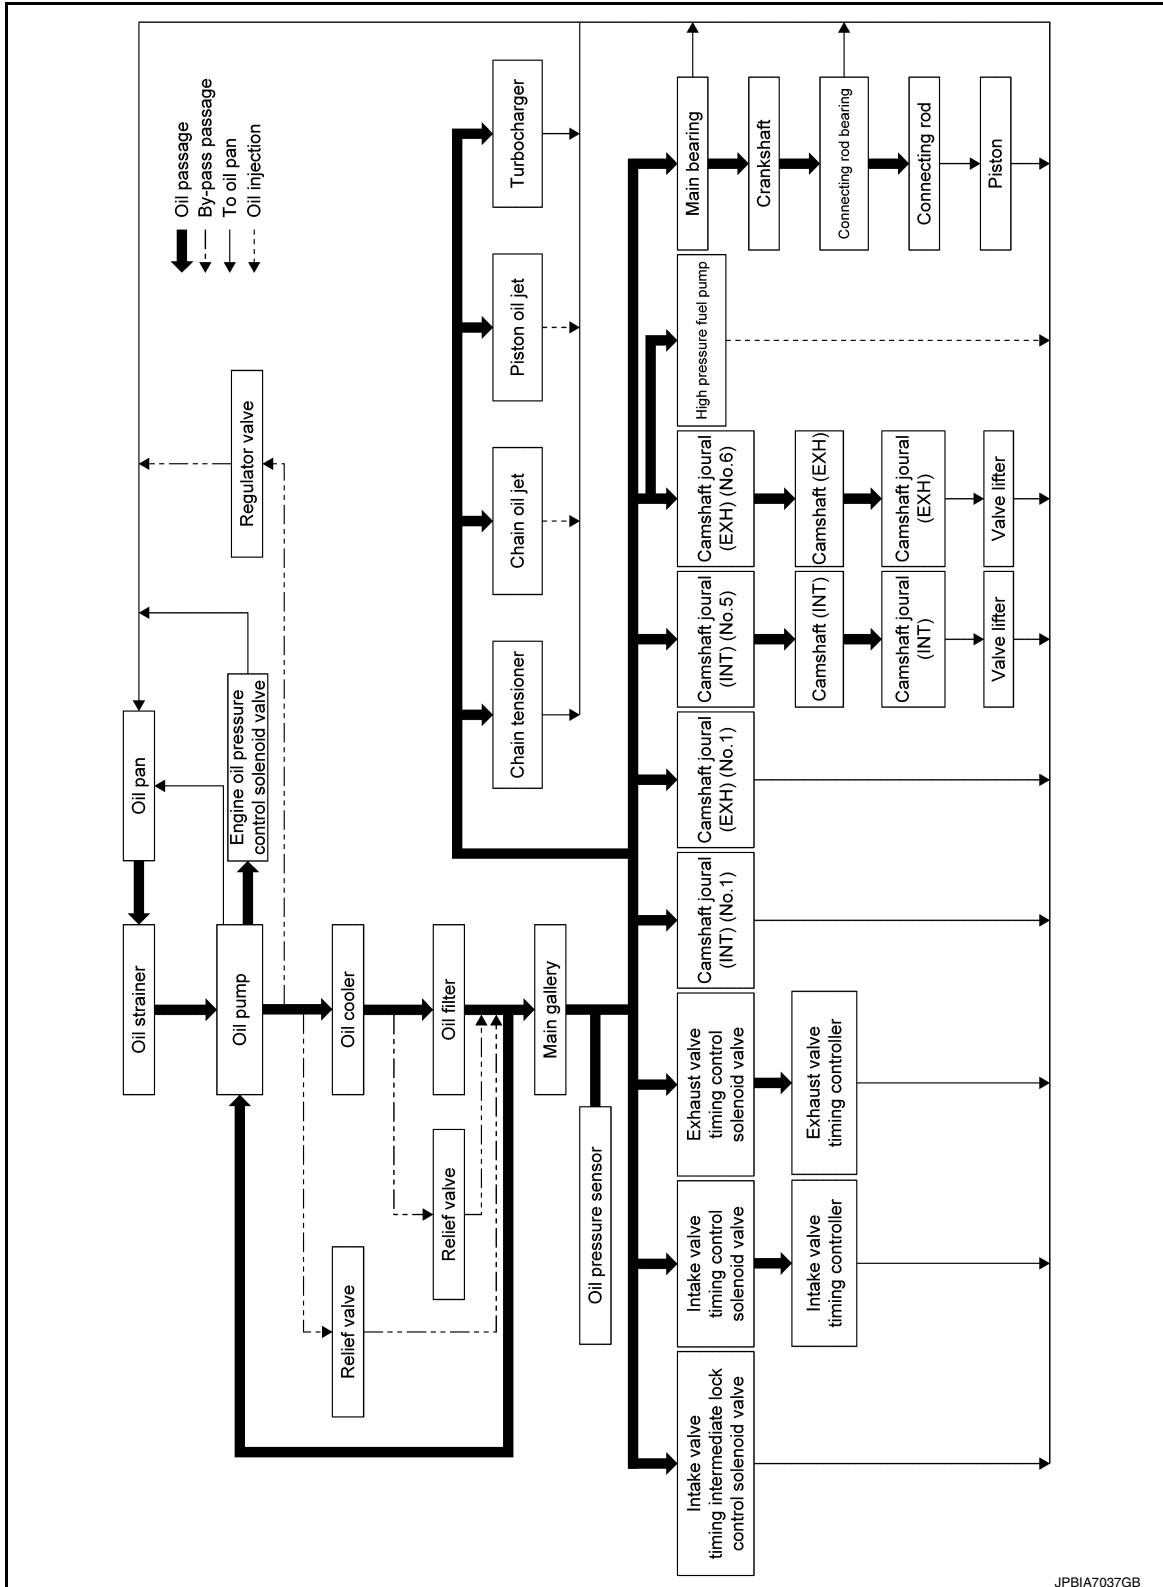 Oil passage
By-pass passage
To oil pan
Oil injection
Oil pan
Oil strainer
Oil pump
Engine oil pressure
control solenoid valve
Regulator valve
Oil cooler
Relief valve
Oil filter
Relief valve
Main gallery
Oil pressure sensor
Chain tensioner
Chain oil jet
Piston oil jet
Turbocharger
Intake valve
timing intermediate lock
control solenoid valve
Intake valve
timing control
solenoid valve
Intake valve
timing controller
Exhaust valve
timing control
solenoid valve
Exhaust valve
timing controller
Camshaft joural
(INT) (No.1)
Camshaft joural
(EXH) (No.1)
Camshaft joural
(INT) (No.5)
Camshaft (INT)
Camshaft joural
(INT)
Valve lifter
Camshaft joural
(EXH) (No.6)
Camshaft (EXH)
Camshaft joural
(EXH)
Valve lifter
High pressure fuel pump
Main bearing
Crankshaft
Connecting rod bearing
Connecting rod
Piston
JPBIA7037GB